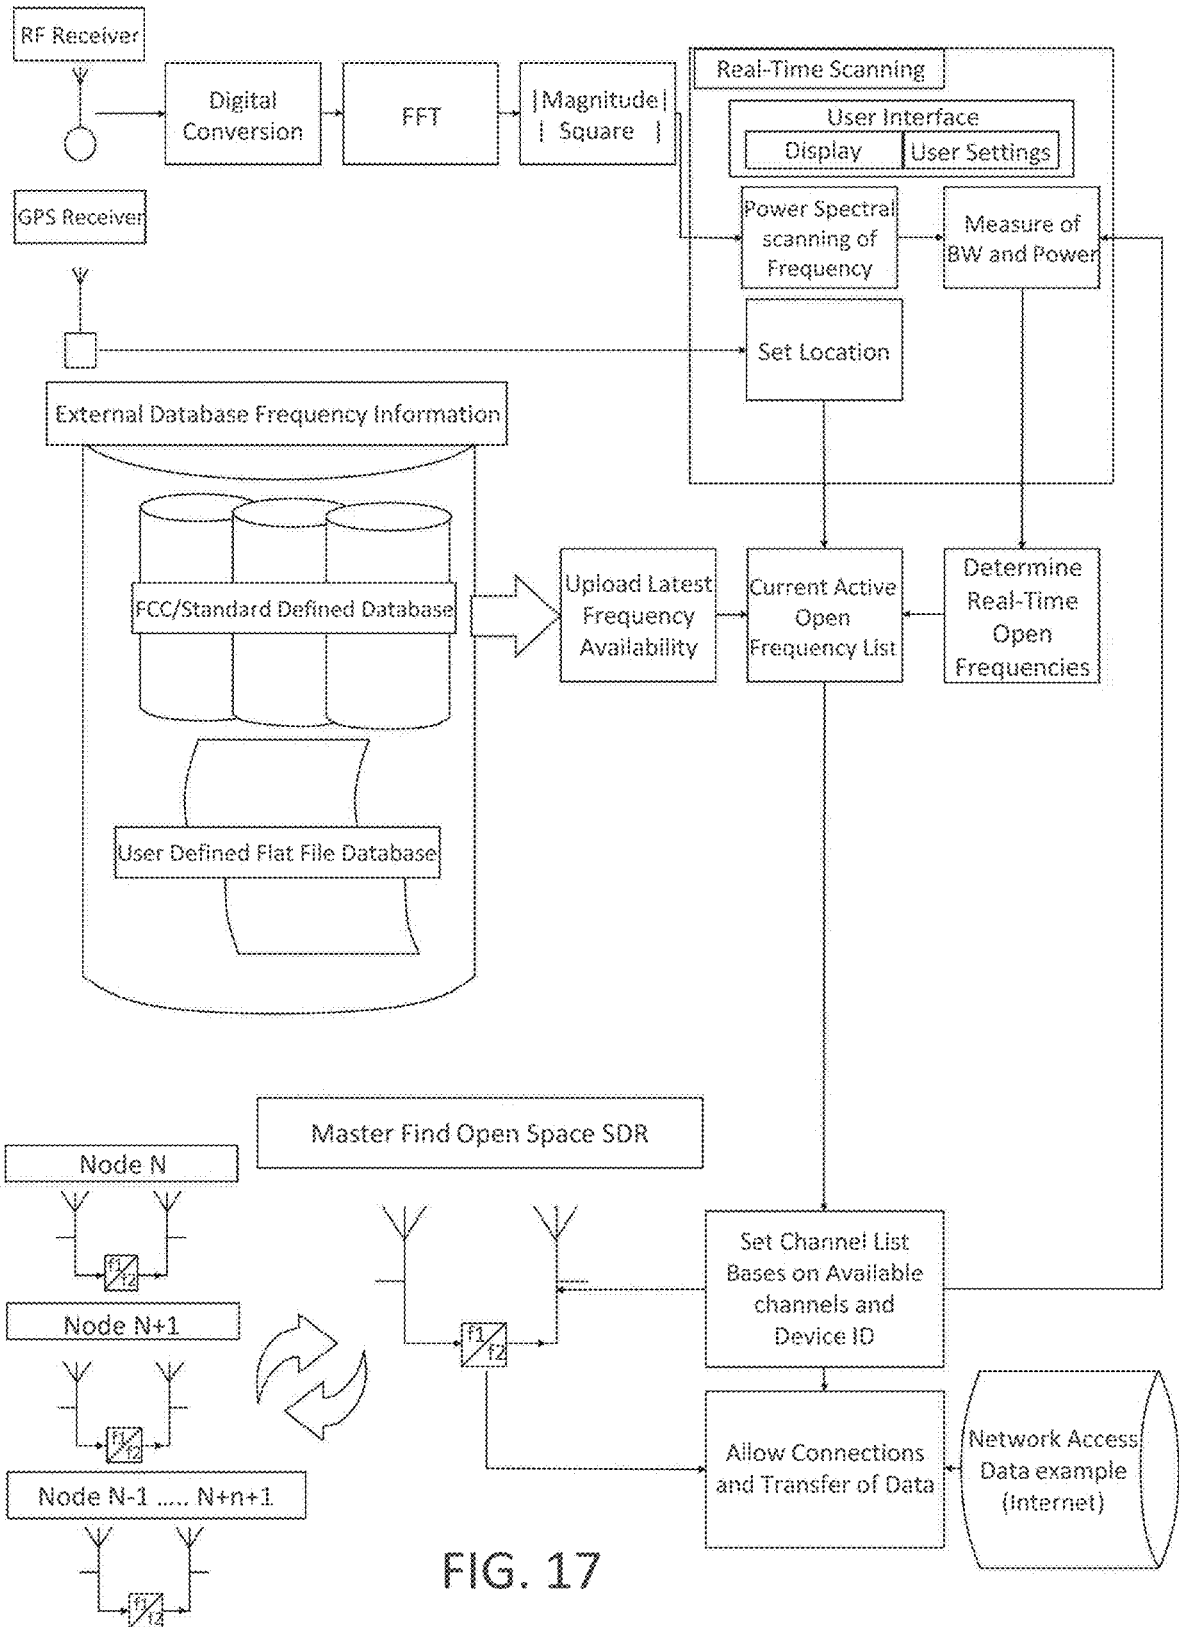 RF Receiver
Digital
Conversion
FFT
|Magnitude|
| Square |
Real-Time Scanning
User Interface
Display
User Settings
GPS Receiver
Power Spectral
scanning of
Frequency
Measure of
BW and Power
Set Location
External Database Frequency Information
FCC/Standard Defined Database
Upload Latest
Frequency
Availability
Current Active
Open
Frequency List
Determine
Real-Time
Open
Frequencies
User Defined Flat File Database
Master Find Open Space SDR
Node N
f1
f2
Node N+1
f1
f2
Node N-1 ..... N+n+1
f1
f2
f1
f2
Set Channel List
Bases on Available
channels and
Device ID
Allow Connections
and Transfer of Data
Network Access
Data example
(Internet)
FIG. 17